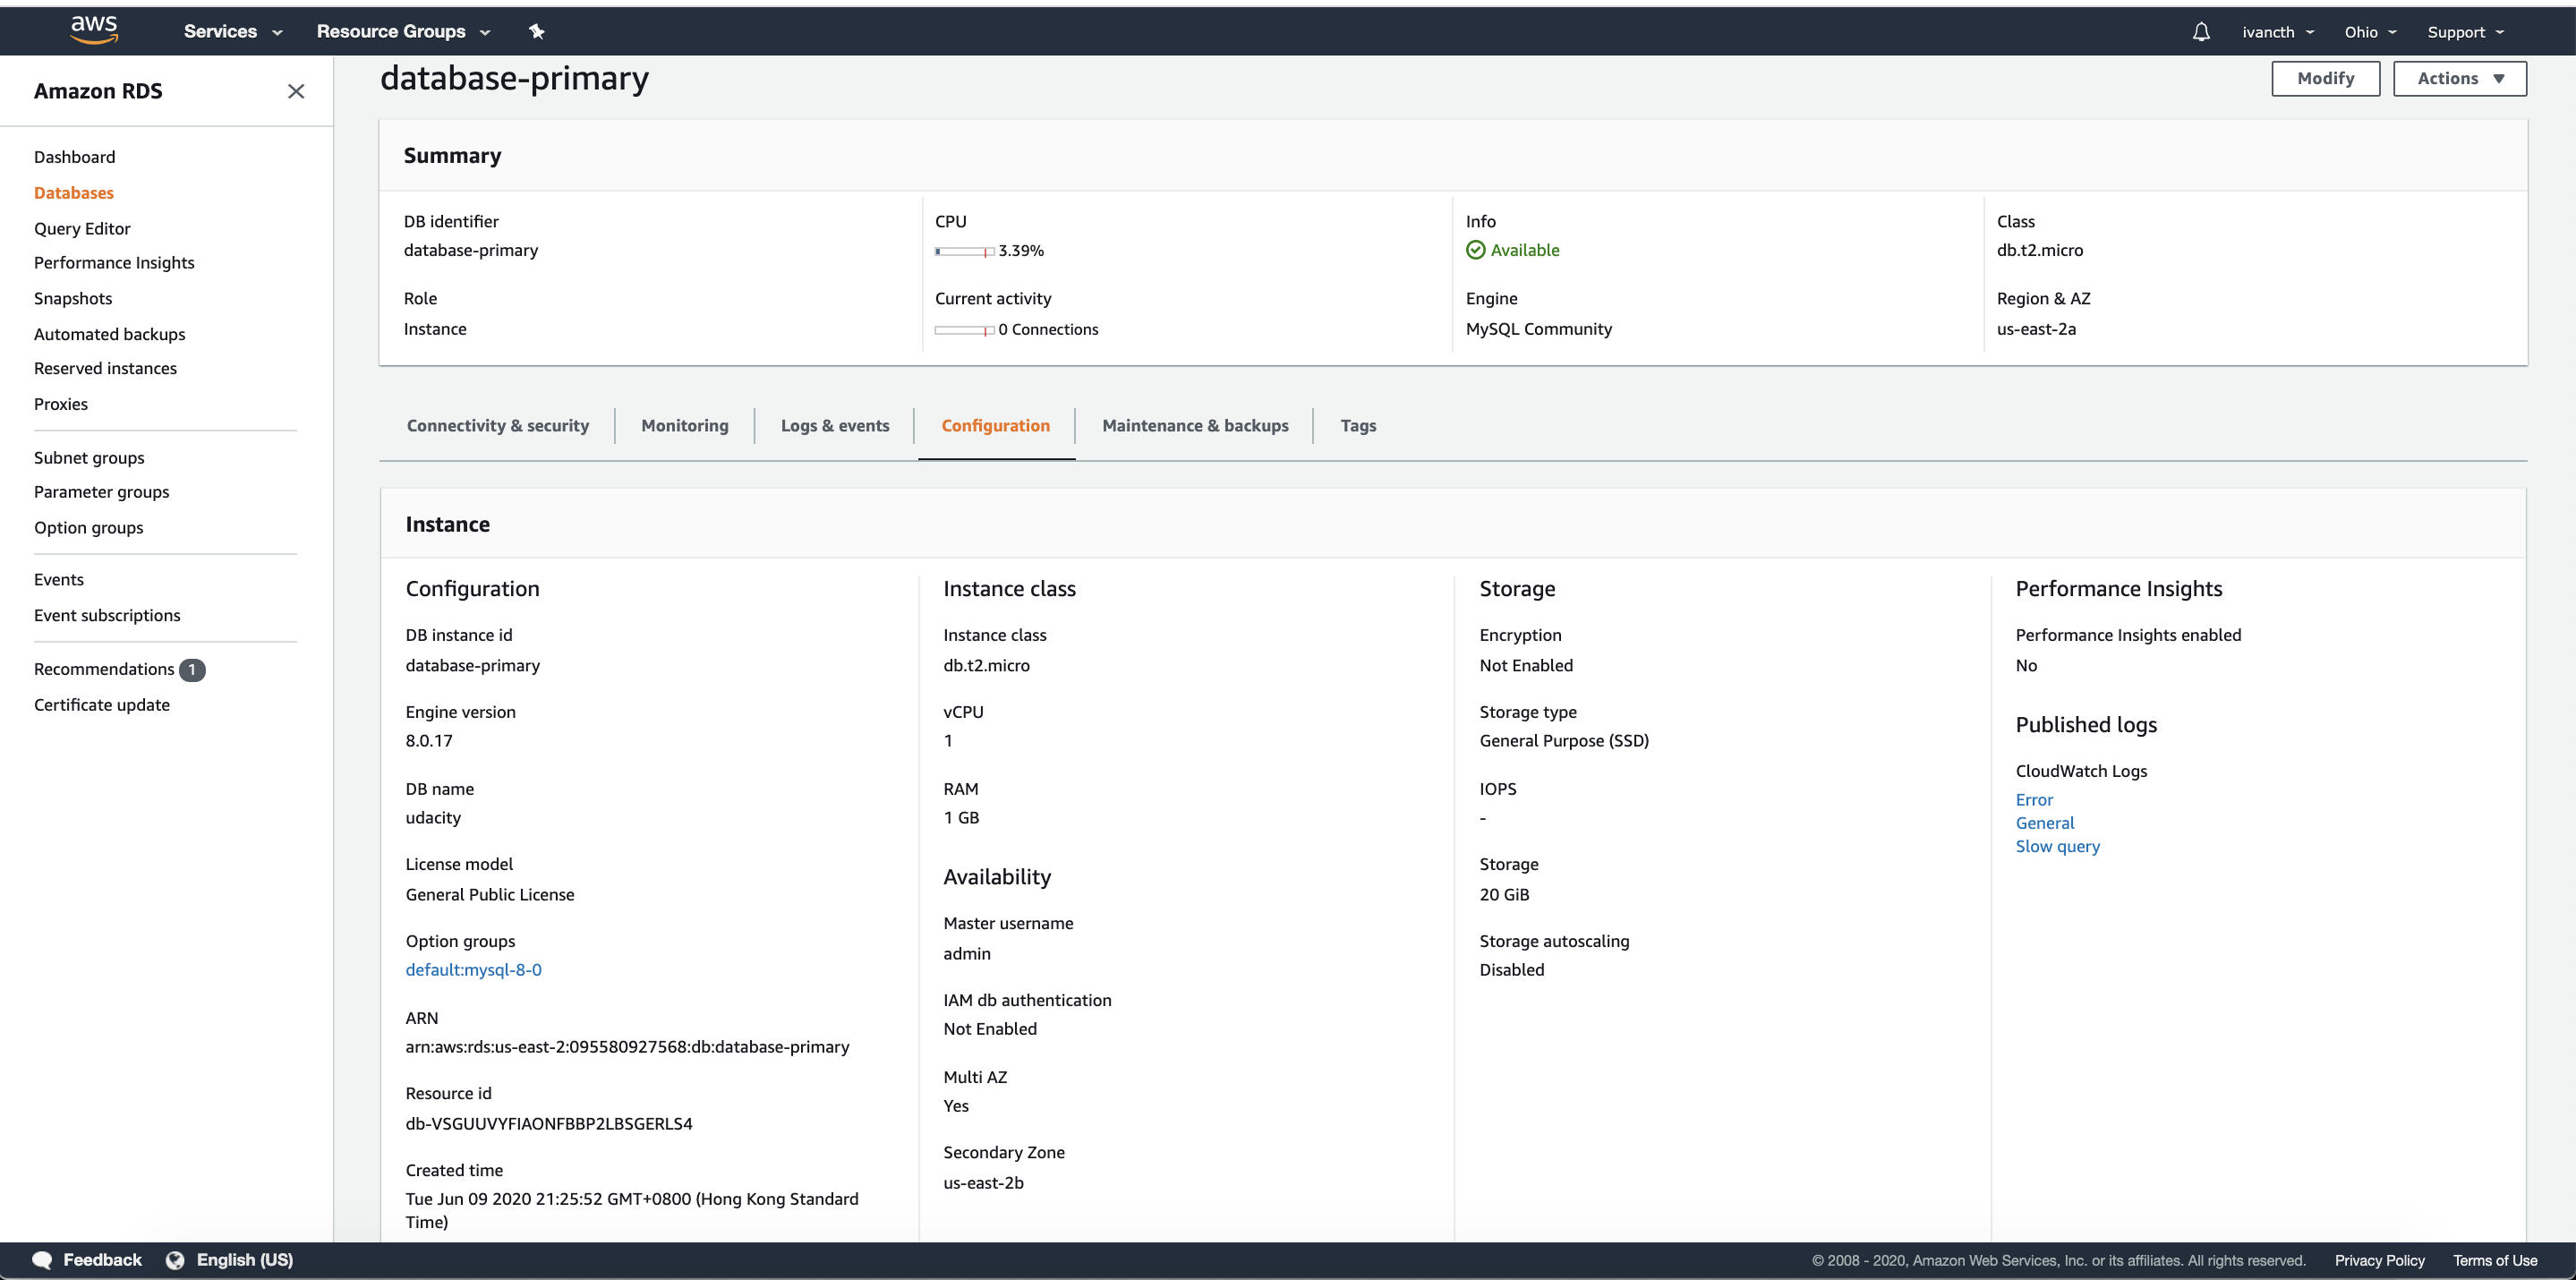 aws
Services
Resource Groups
ivancth
Ohio
Support
Amazon RDS
Dashboard
Databases
Query Editor
Performance Insights
Snapshots
Automated backups
Reserved instances
Proxies
Subnet groups
Parameter groups
Option groups
Events
Event subscriptions
Recommendations 1
Certificate update
database-primary
Modify
Actions
Summary
DB identifier
database-primary
CPU
3.39%
Info
Available
Class
db.t2.micro
Role
Instance
Current activity
0 Connections
Engine
MySQL Community
Region & AZ
us-east-2a
Connectivity & security
Monitoring
Logs & events
Configuration
Maintenance & backups
Tags
Instance
Configuration
DB instance id
database-primary
Engine version
8.0.17
DB name
udacity
License model
General Public License
Option groups
default:mysql-8-0
ARN
arn:aws:rds:us-east-2:095580927568:db:database-primary
Resource id
db-VSGUUVYFIAONFBBP2LBSGERLS4
Created time
Tue Jun 09 2020 21:25:52 GMT+0800 (Hong Kong Standard
Time)
Instance class
Instance class
db.t2.micro
vCPU
1
RAM
1 GB
Availability
Master username
admin
IAM db authentication
Not Enabled
Multi AZ
Yes
Secondary Zone
us-east-2b
Storage
Encryption
Not Enabled
Storage type
General Purpose (SSD)
IOPS
-
Storage
20 GiB
Storage autoscaling
Disabled
Performance Insights
Performance Insights enabled
No
Published logs
CloudWatch Logs
Error
General
Slow query
Feedback
English (US)
© 2008 - 2020, Amazon Web Services, Inc. or its affiliates. All rights reserved.
Privacy Policy
Terms of Use